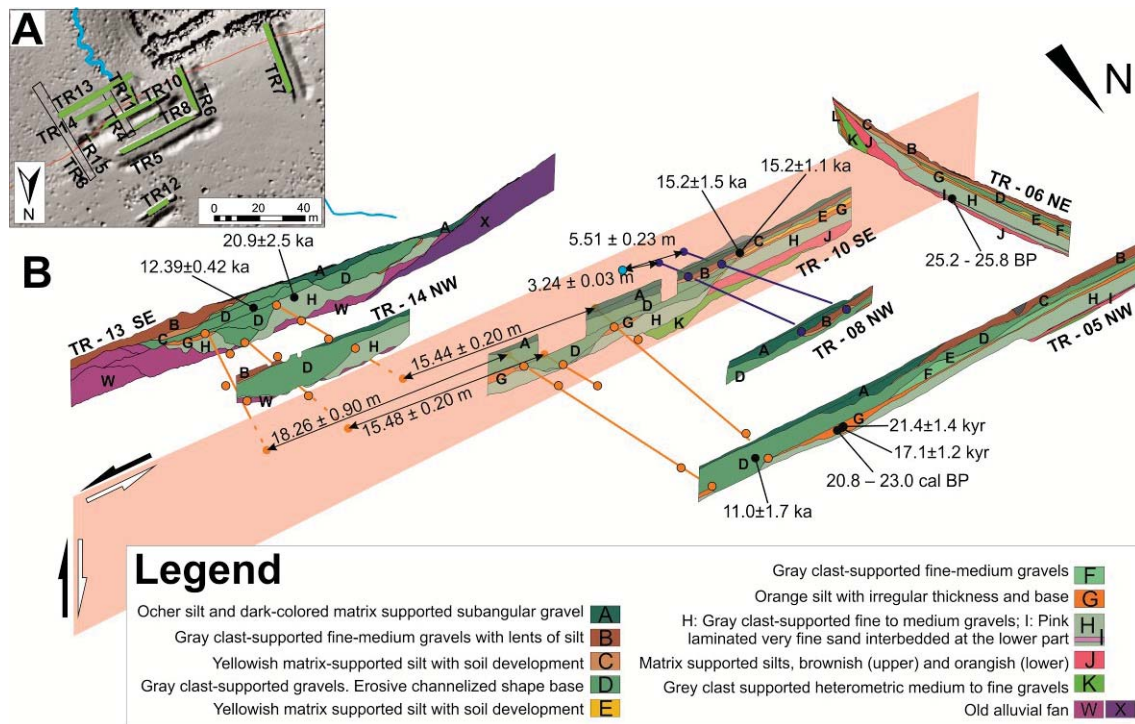 A
TR13
TR11
TR10
TR14
TR4
TR8
TR6
TR7
TR15
TR5
TR6
TR12
N
0 20 40
m
N
B
20.9±2.5 ka
12.39±0.42 ka
15.2±1.5 ka
15.2±1.1 ka
5.51 ± 0.23 m
3.24 ± 0.03 m
25.2 - 25.8 BP
TR - 13 SE
TR - 14 NW
TR - 10 SE
TR - 06 NE
TR - 08 NW
TR - 05 NW
15.44 ± 0.20 m
18.26 ± 0.90 m
15.48 ± 0.20 m
21.4±1.4 kyr
17.1±1.2 kyr
20.8 – 23.0 cal BP
11.0±1.7 ka
A D X A H W B D C D G H W
B D H W
A G D A D G H K B C E G H J
L C J K B G I H D E F J
A B D
B C D H I E F A G D
Legend
Ocher silt and dark-colored matrix supported subangular gravel A
Gray clast-supported fine-medium gravels with lents of silt B
Yellowish matrix-supported silt with soil development C
Gray clast-supported gravels. Erosive channelized shape base D
Yellowish matrix supported silt with soil development E
Gray clast-supported fine-medium gravels F
Orange silt with irregular thickness and base G
H: Gray clast-supported fine to medium gravels; I: Pink H
laminated very fine sand interbedded at the lower part I
Matrix supported silts, brownish (upper) and orangish (lower) J
Grey clast supported heterometric medium to fine gravels K
Old alluvial fan W X